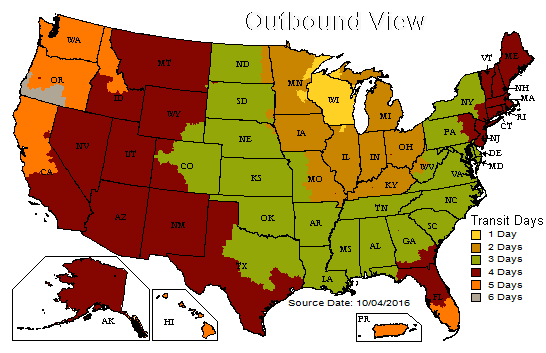 Outbound View
WA
OR
CA
ID
NV
MT
WY
UT
AZ
CO
NM
ND
SD
NE
KS
OK
TX
MN
IA
MO
AR
LA
WI
IL
MI
IN
OH
KY
TN
MS
AL
GA
FL
SC
NC
VA
WV
PA
NY
VT
ME
NH
MA
RI
CT
NJ
DE
MD
AK
HI
PR
Transit Days
1 Day
2 Days
3 Days
4 Days
5 Days
6 Days
Source Date: 10/04/2016